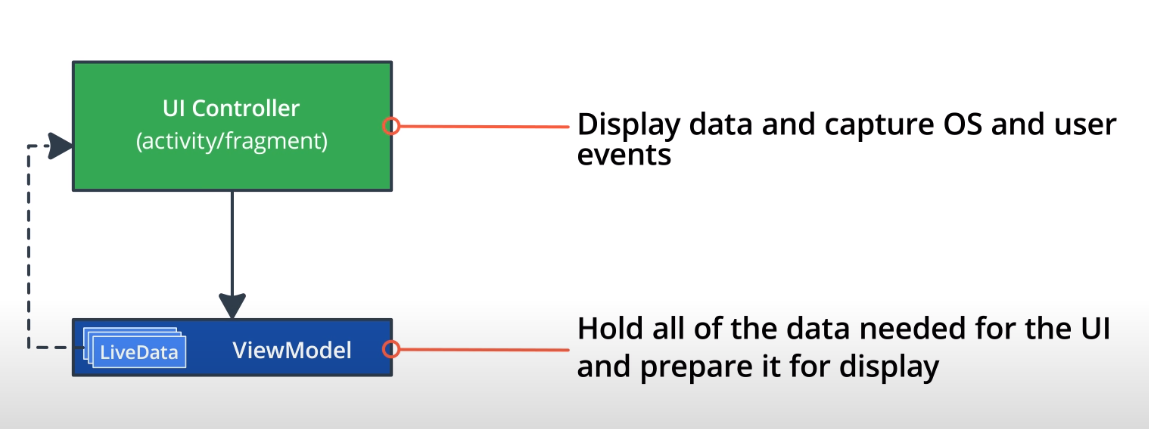 UI Controller
(activity/fragment)
Display data and capture OS and user
events
LiveData
ViewModel
Hold all of the data needed for the UI
and prepare it for display